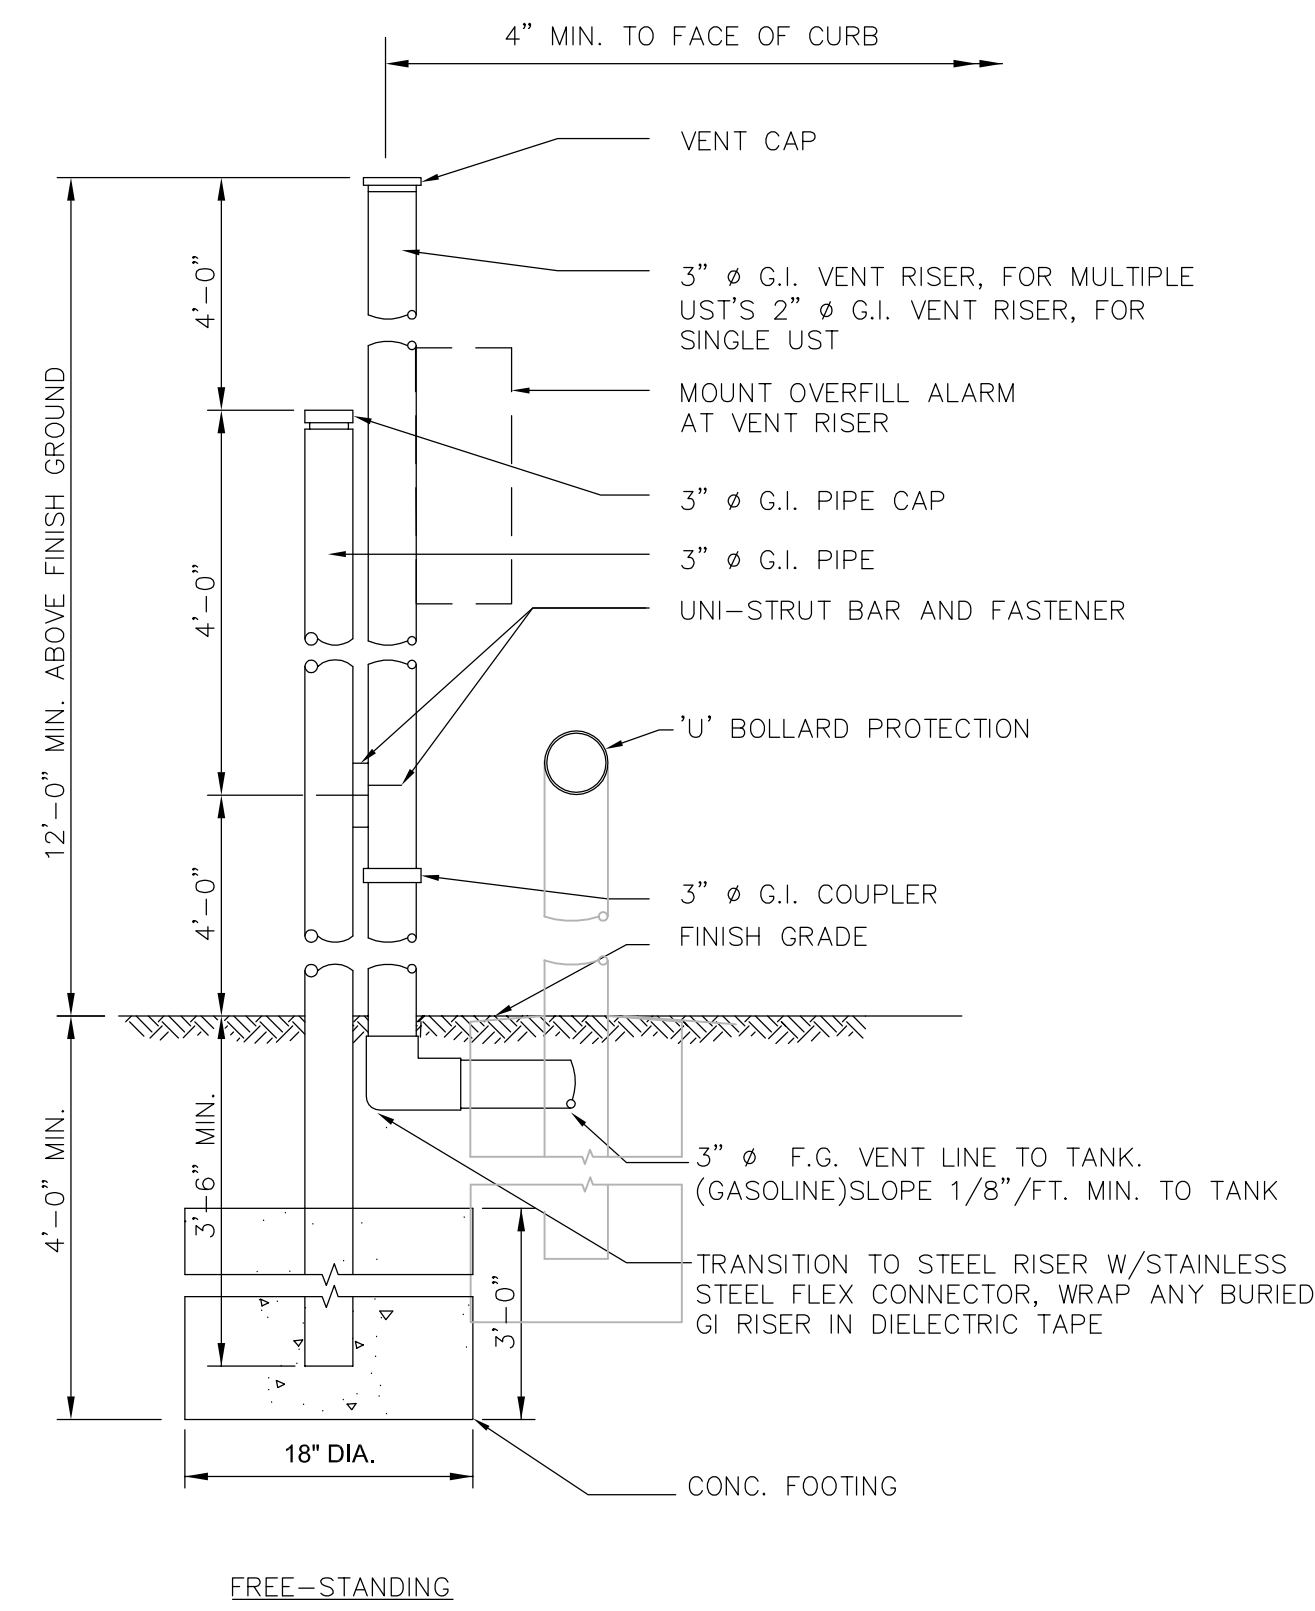 4” MIN. TO FACE OF CURB
VENT CAP
3” ø G.I. VENT RISER, FOR MULTIPLE
UST'S 2” ø G.I. VENT RISER, FOR
SINGLE UST
MOUNT OVERFILL ALARM
AT VENT RISER
3” ø G.I. PIPE CAP
3” ø G.I. PIPE
UNI-STRUT BAR AND FASTENER
'U' BOLLARD PROTECTION
3” ø G.I. COUPLER
FINISH GRADE
3” ø F.G. VENT LINE TO TANK.
(GASOLINE)SLOPE 1/8”/FT. MIN. TO TANK
TRANSITION TO STEEL RISER W/STAINLESS
STEEL FLEX CONNECTOR, WRAP ANY BURIED
GI RISER IN DIELECTRIC TAPE
CONC. FOOTING
12'-0” MIN. ABOVE FINISH GROUND
4'-0”
4'-0”
4'-0”
4'-0” MIN.
3'-6” MIN.
3'-0”
18" DIA.
FREE-STANDING